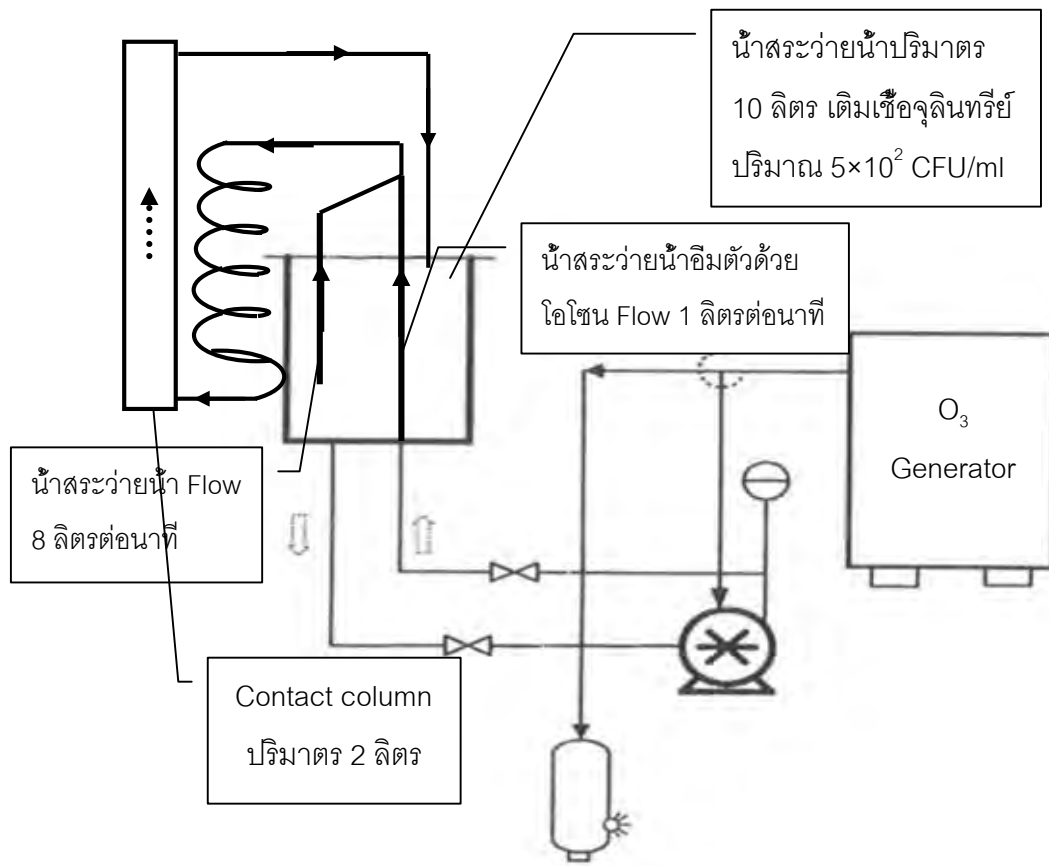 น้ำสระว่ายน้ำปริมาตร
10 ลิตร เติมเชื้อจุลินทรีย์
ปริมาณ 5×10² CFU/ml
น้ำสระว่ายน้ำอิ่มตัวด้วย
โอโซน Flow 1 ลิตรต่อนาที
O₃
Generator
น้ำสระว่ายน้ำ Flow
8 ลิตรต่อนาที
Contact column
ปริมาตร 2 ลิตร